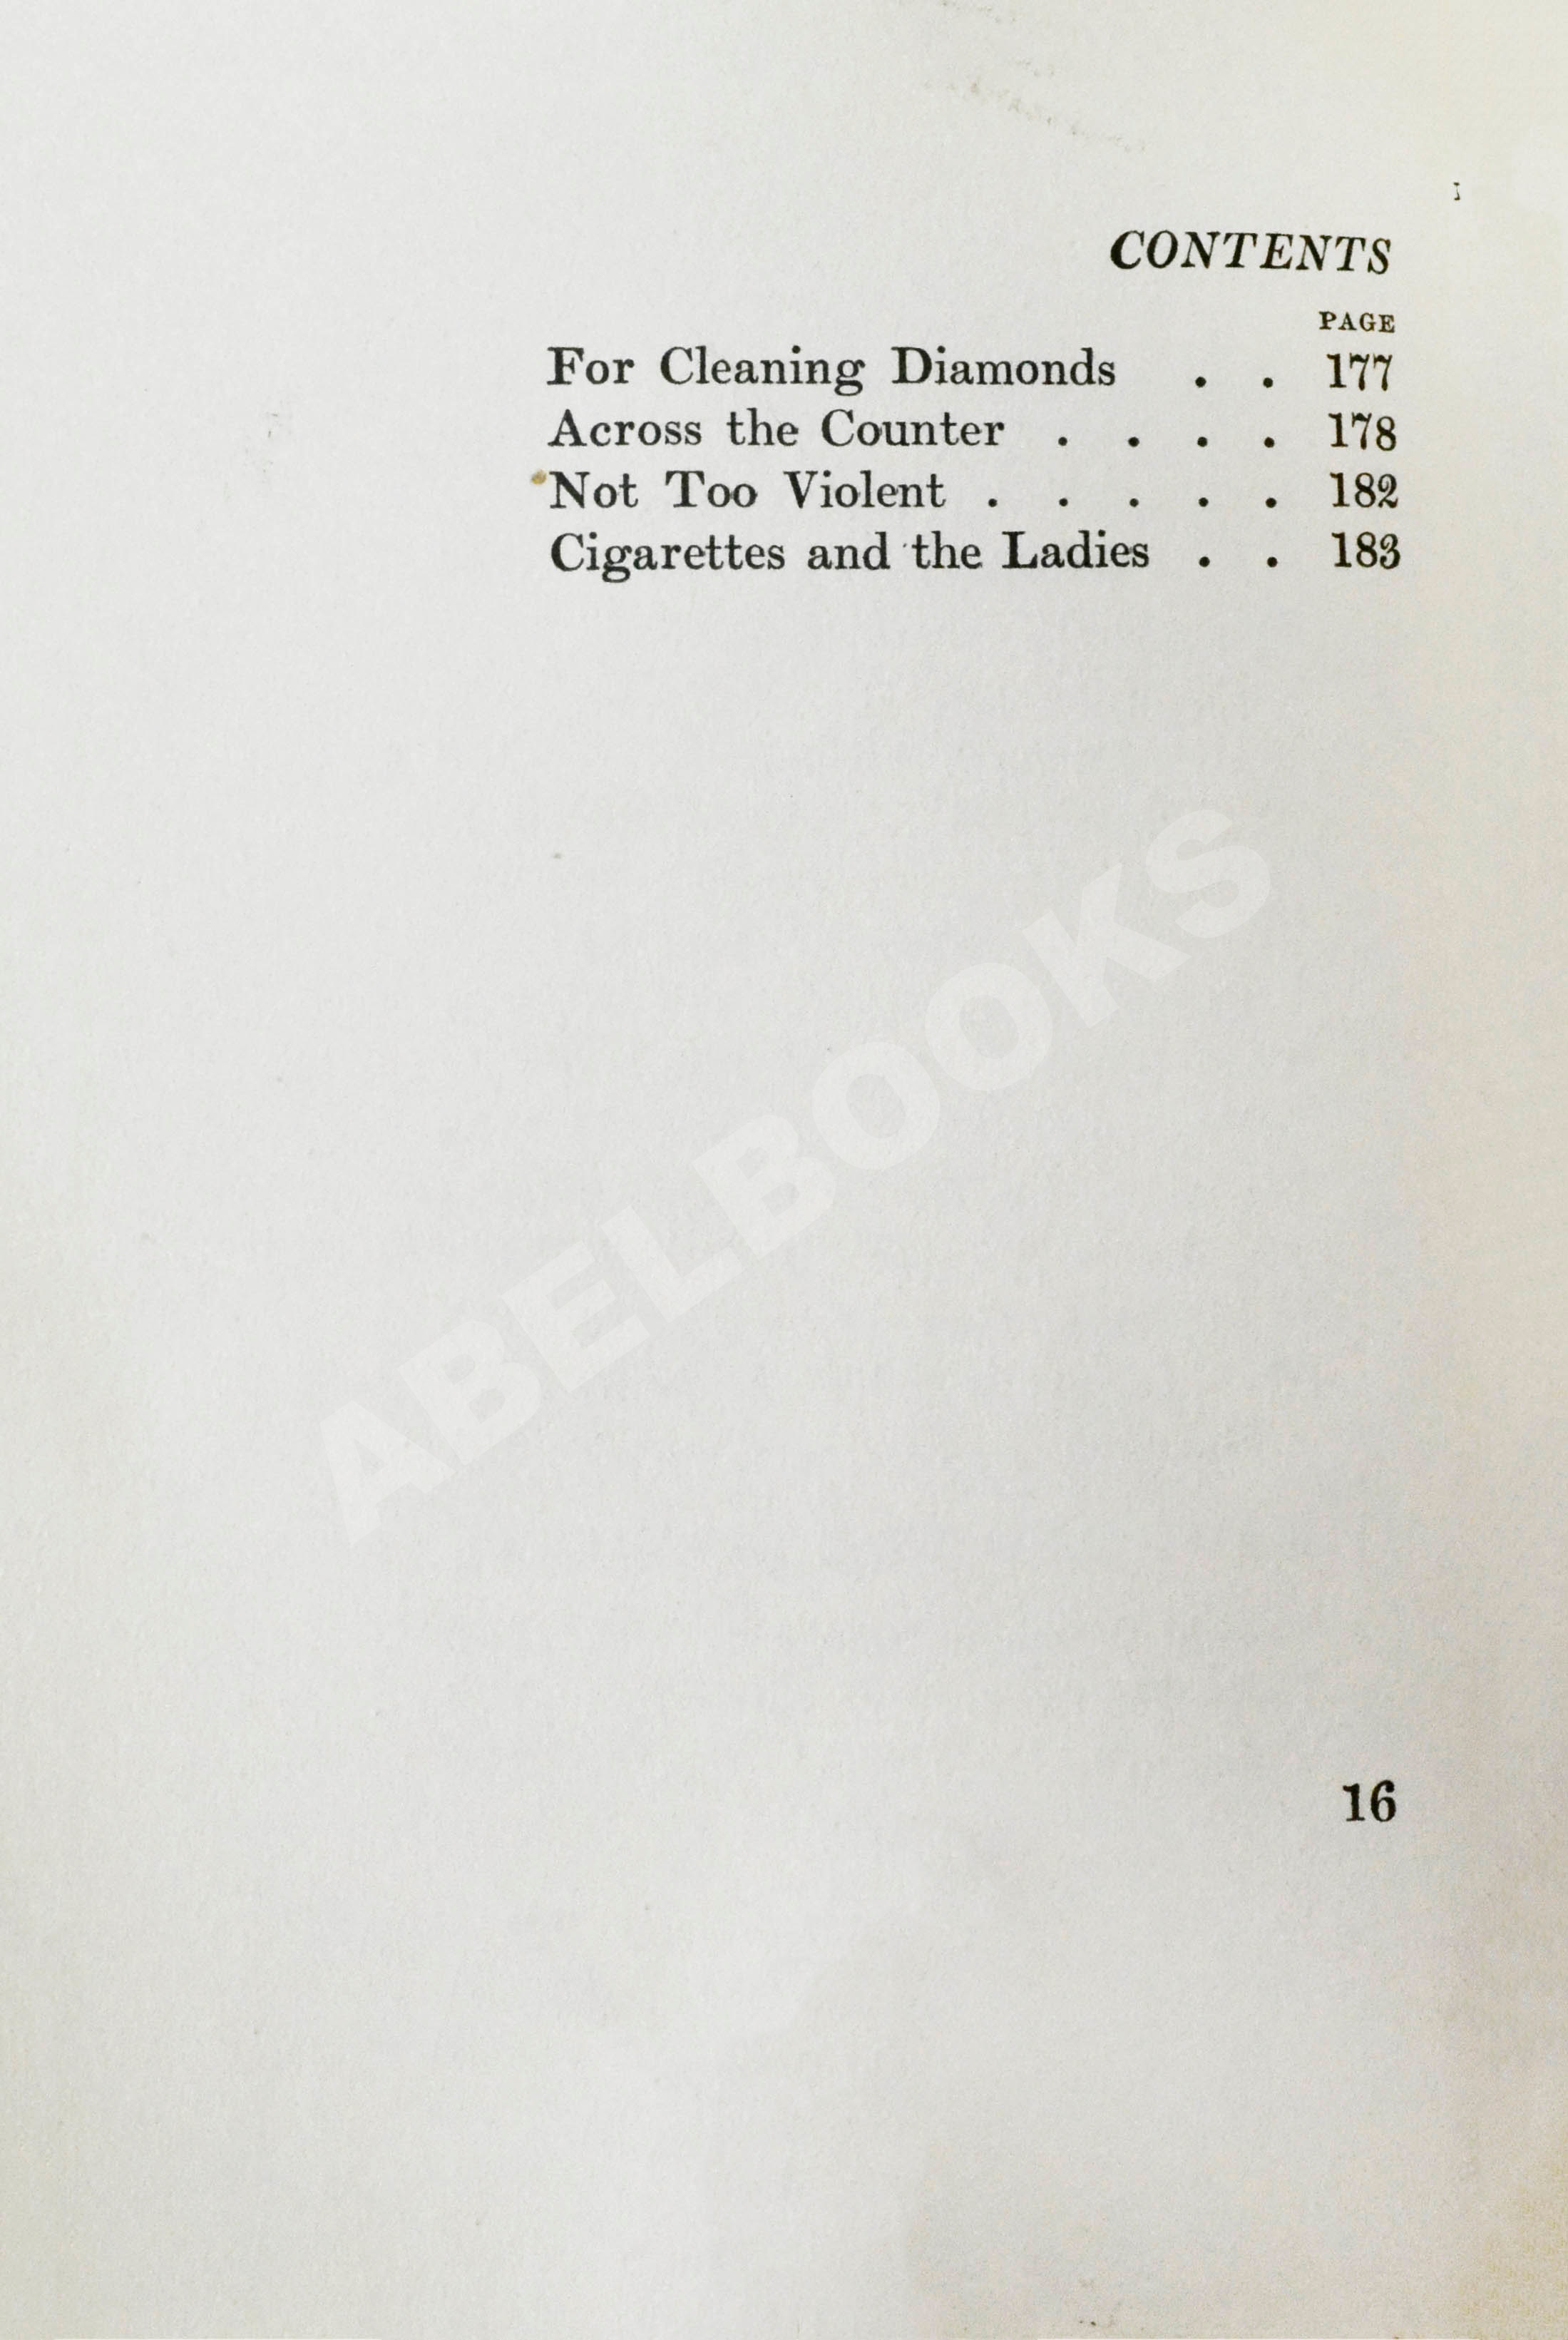 CONTENTS
PAGE
For Cleaning Diamonds . . 177
Across the Counter . . . . 178
Not Too Violent . . . . . 182
Cigarettes and the Ladies . . 183
ABELBOOKS
16